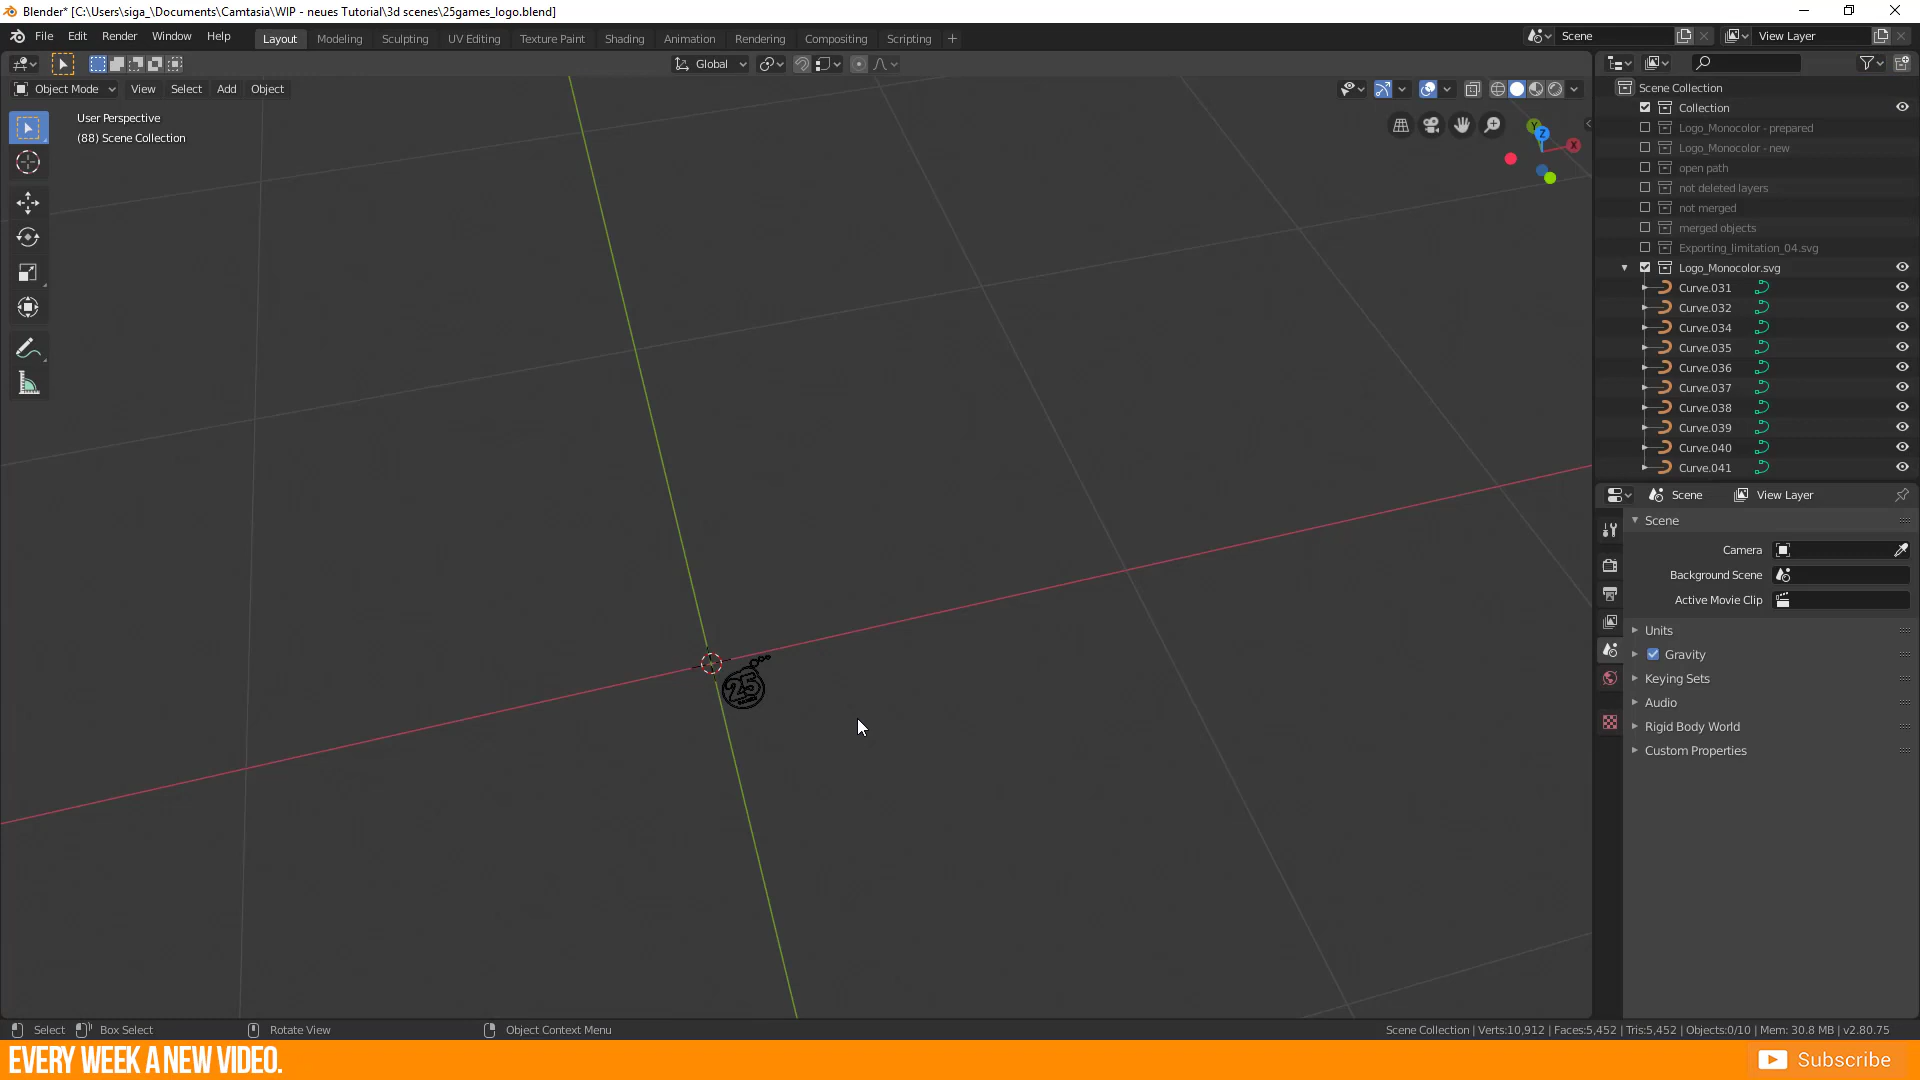 Blender* [C:\Users\siga_\Documents\Camtasia\WIP - neues Tutorial\3d scenes\25games_logo.blend]
File Edit Render Window Help
Layout Modeling Sculpting UV Editing Texture Paint Shading Animation Rendering Compositing Scripting +
Scene
View Layer
Global
Object Mode View Select Add Object
User Perspective
(88) Scene Collection
Z
Y
X
25
Scene Collection
Collection
Logo_Monocolor - prepared
Logo_Monocolor - new
open path
not deleted layers
not merged
merged objects
Exporting_limitation_04.svg
Logo_Monocolor.svg
Curve.031
Curve.032
Curve.034
Curve.035
Curve.036
Curve.037
Curve.038
Curve.039
Curve.040
Curve.041
Scene View Layer
Scene
Camera
Background Scene
Active Movie Clip
Units
Gravity
Keying Sets
Audio
Rigid Body World
Custom Properties
Select Box Select Rotate View Object Context Menu
Scene Collection | Verts:10,912 | Faces:5,452 | Tris:5,452 | Objects:0/10 | Mem: 30.8 MB | v2.80.75
EVERY WEEK A NEW VIDEO.
Subscribe